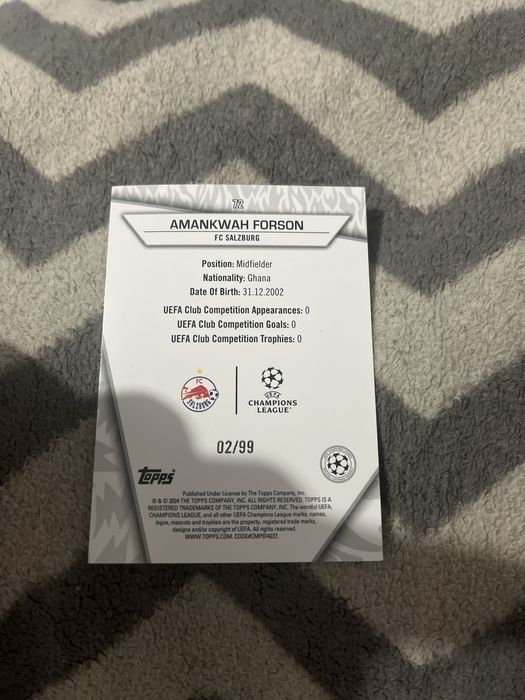 72
AMANKWAH FORSON
FC SALZBURG
Position: Midfielder
Nationality: Ghana
Date Of Birth: 31.12.2002
UEFA Club Competition Appearances: 0
UEFA Club Competition Goals: 0
UEFA Club Competition Trophies: 0
FC
SALZBURG
UEFA
CHAMPIONS
LEAGUE®
02/99
Topps®
Published Under License by The Topps Company, Inc.
℗ & © 2024 THE TOPPS COMPANY, INC. ALL RIGHTS RESERVED. TOPPS IS A
REGISTERED TRADEMARKS OF THE TOPPS COMPANY, INC. The word(s) UEFA,
CHAMPIONS LEAGUE, and all other UEFA Champions League marks, names,
logos, mascots and trophies are the property, registered trade marks,
designs and/or copyright of UEFA. All rights reserved.
WWW.TOPPS.COM. CODE#CMP074227